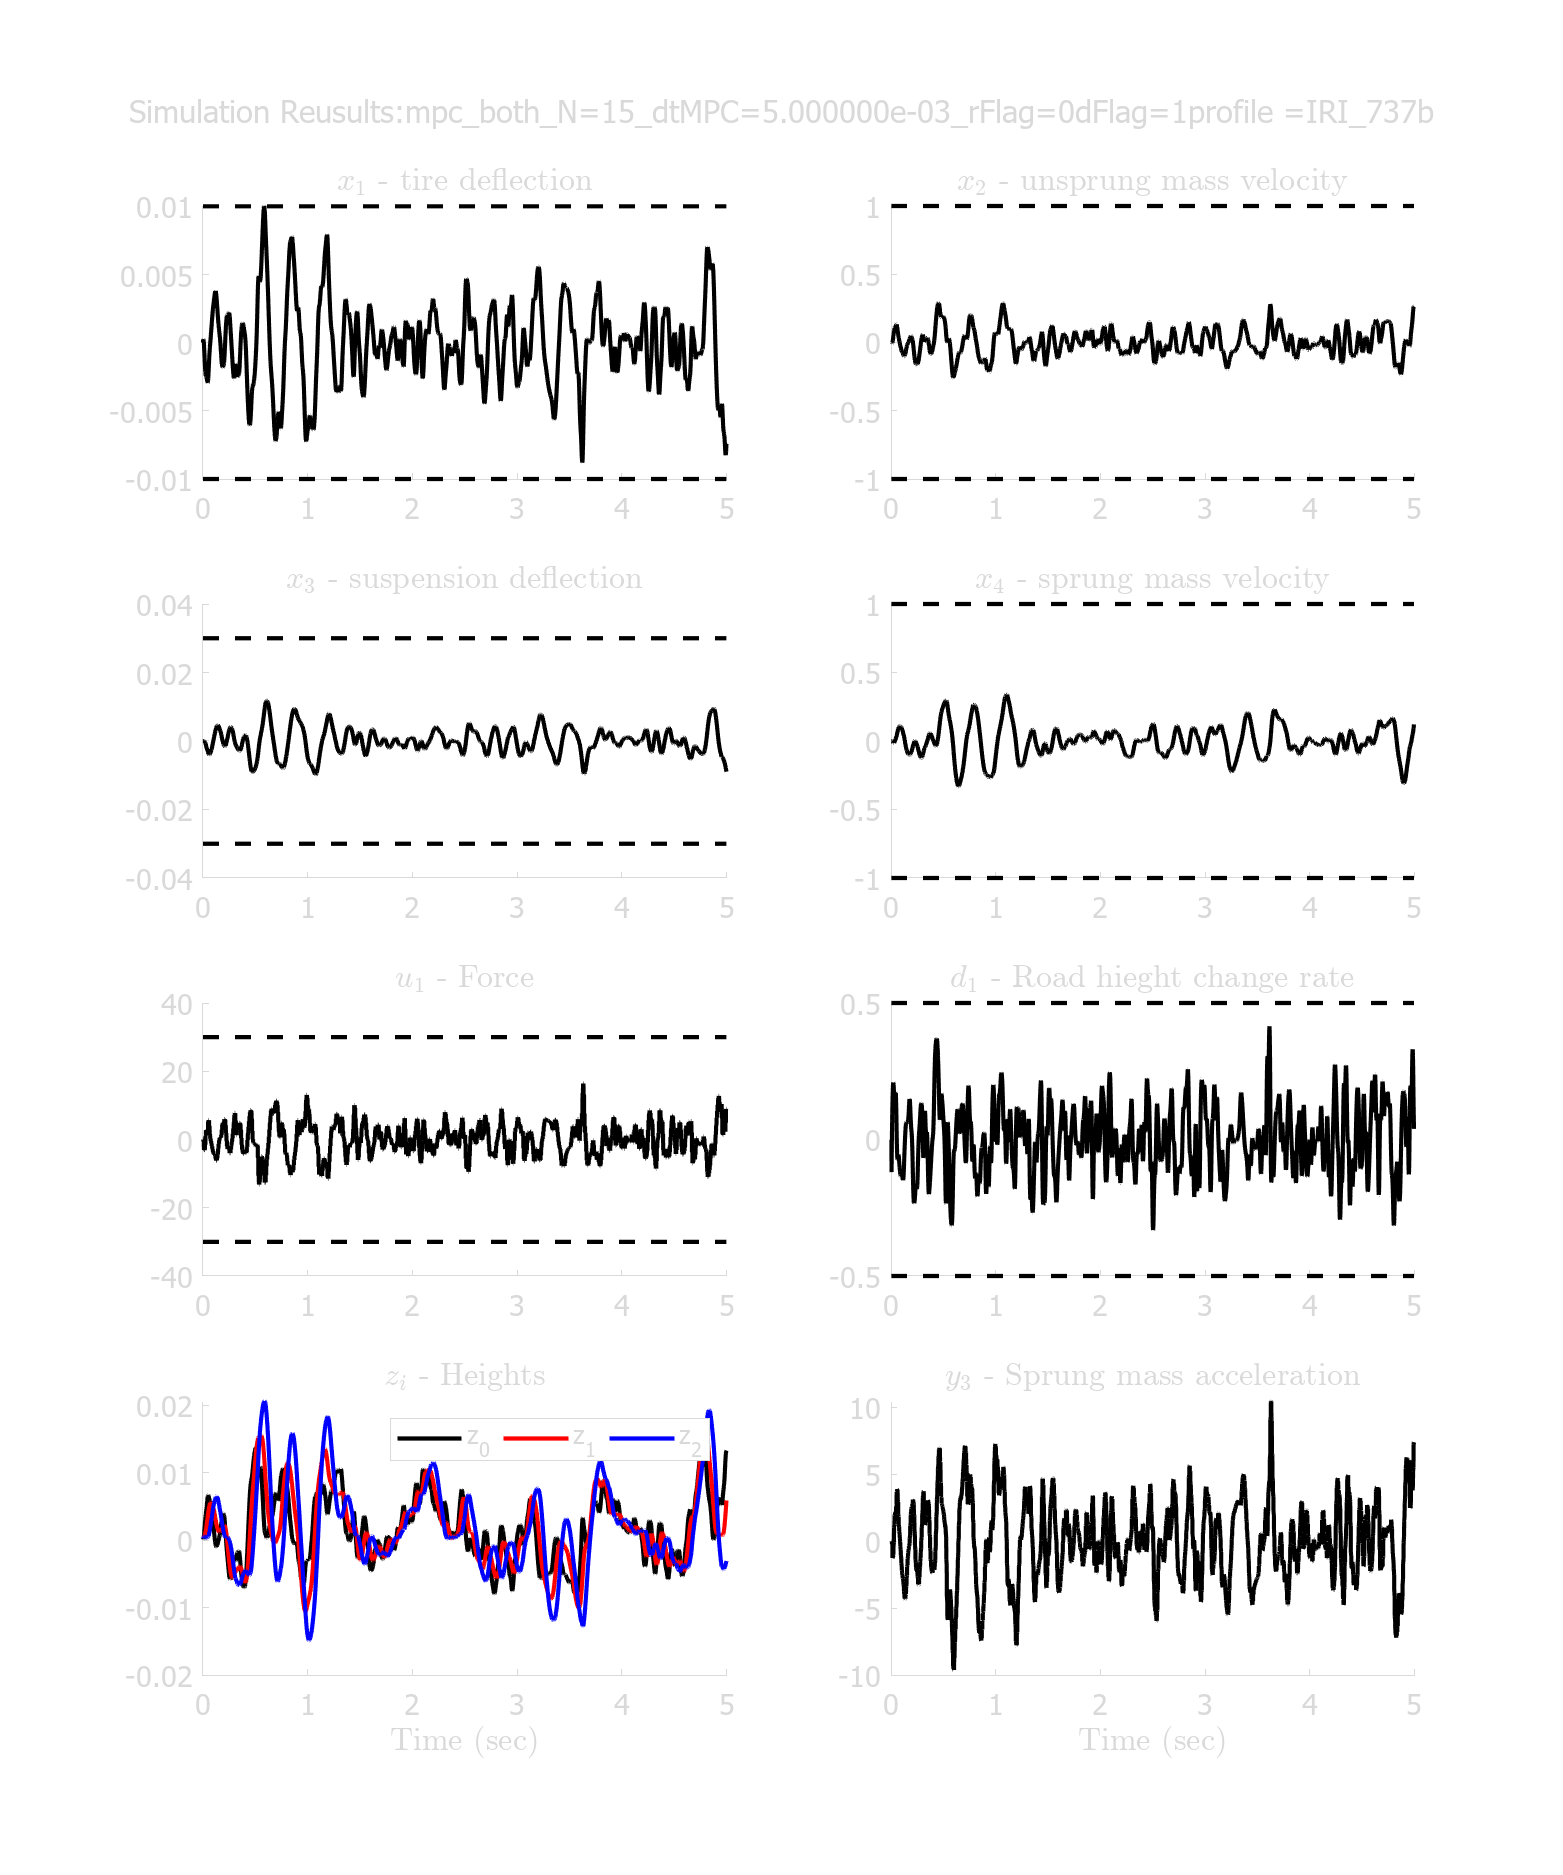 Simulation Reusults:mpc_both_N=15_dtMPC=5.000000e-03_rFlag=0dFlag=1profile =IRI_737b
x1 - tire deflection
0.01
0.005
0
-0.005
-0.01
0 1 2 3 4 5
x2 - unsprung mass velocity
1
0.5
0
-0.5
-1
0 1 2 3 4 5
x3 - suspension deflection
0.04
0.02
0
-0.02
-0.04
0 1 2 3 4 5
x4 - sprung mass velocity
1
0.5
0
-0.5
-1
0 1 2 3 4 5
u1 - Force
40
20
0
-20
-40
0 1 2 3 4 5
d1 - Road hieght change rate
0.5
0
-0.5
0 1 2 3 4 5
zi - Heights
0.02
0.01
0
-0.01
-0.02
z0 z1 z2
0 1 2 3 4 5
Time (sec)
y3 - Sprung mass acceleration
10
5
0
-5
-10
0 1 2 3 4 5
Time (sec)